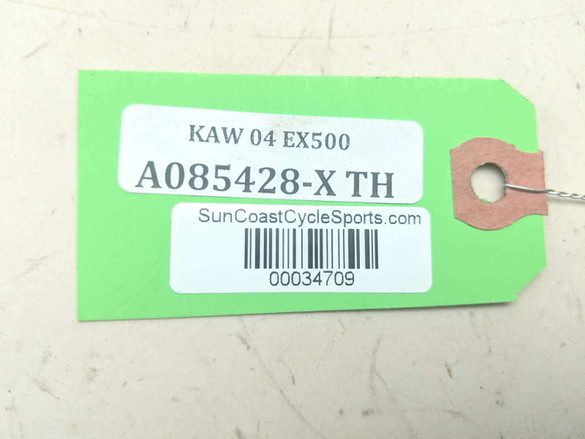 KAW 04 EX500
A085428-X TH
SunCoastCycleSports.com
00034709